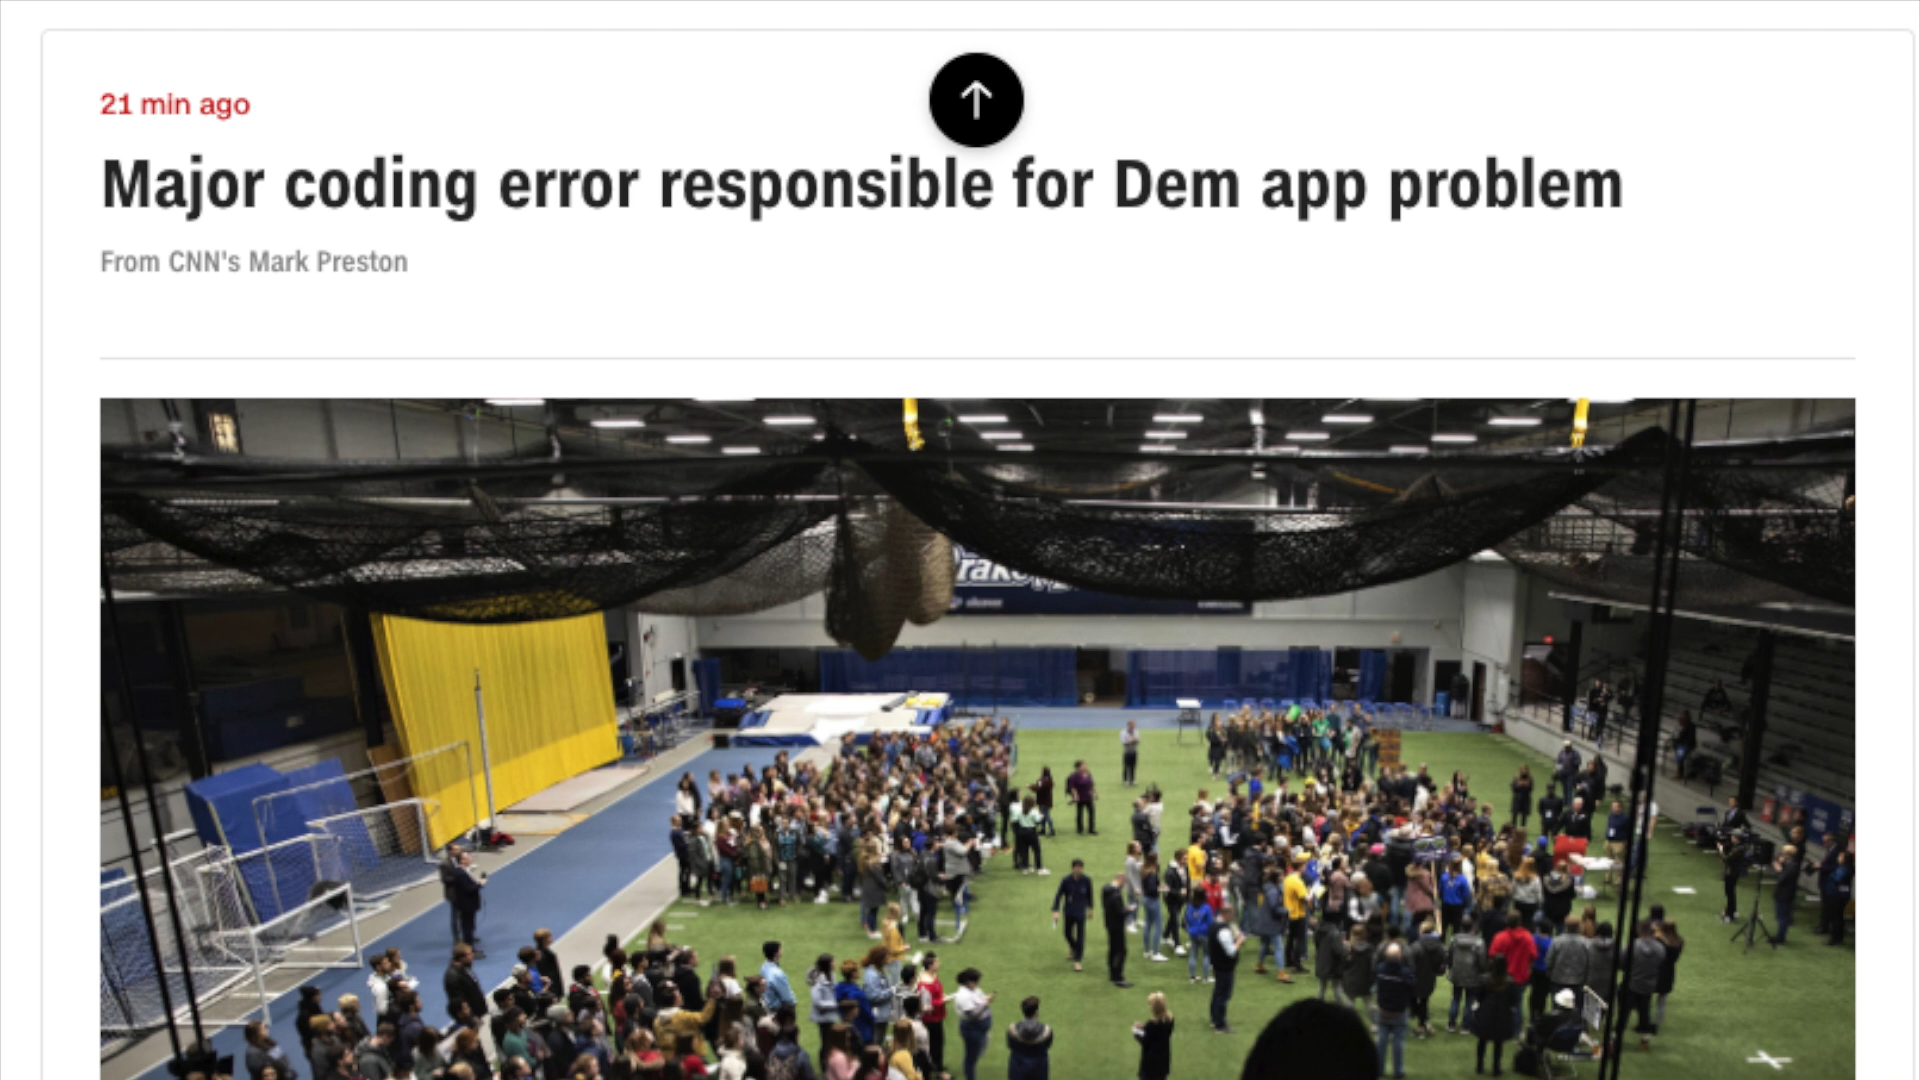 21 min ago
Major coding error responsible for Dem app problem
From CNN's Mark Preston